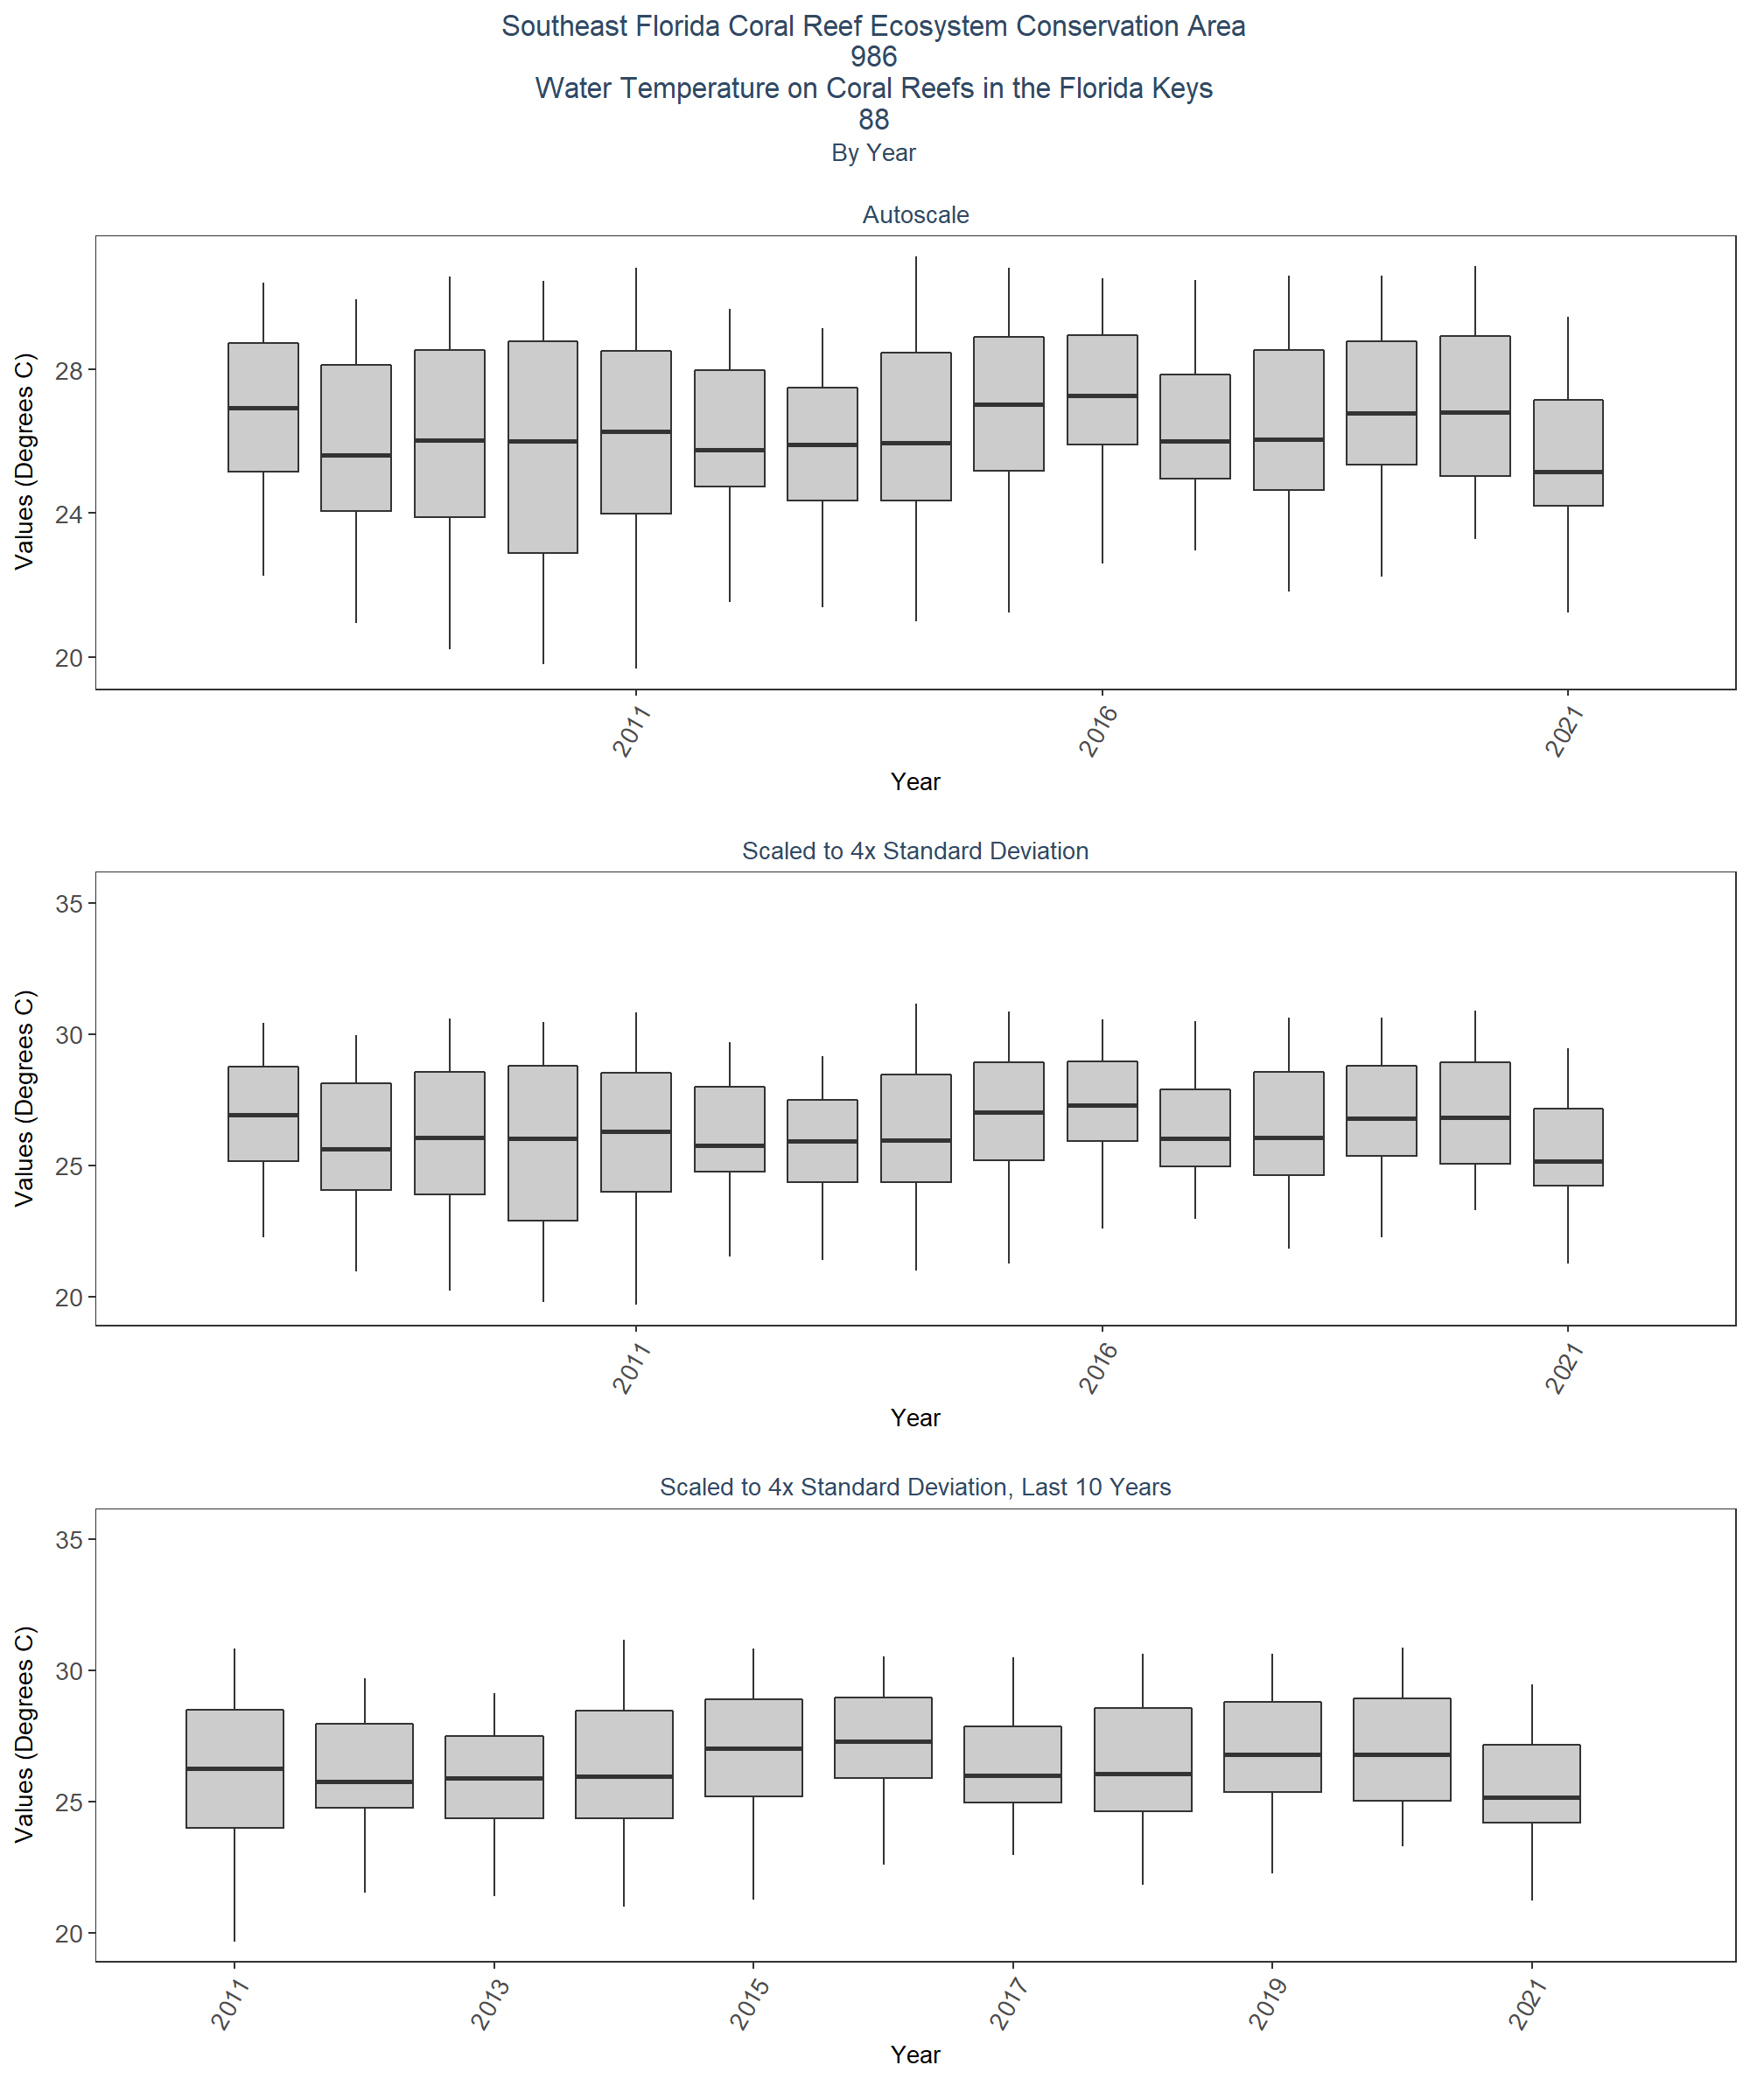 Southeast Florida Coral Reef Ecosystem Conservation Area
986
Water Temperature on Coral Reefs in the Florida Keys
88
By Year
Autoscale
Values (Degrees C)
28
24
20
2011
2016
2021
Year
Scaled to 4x Standard Deviation
Values (Degrees C)
35
30
25
20
2011
2016
2021
Year
Scaled to 4x Standard Deviation, Last 10 Years
Values (Degrees C)
35
30
25
20
2011
2013
2015
2017
2019
2021
Year